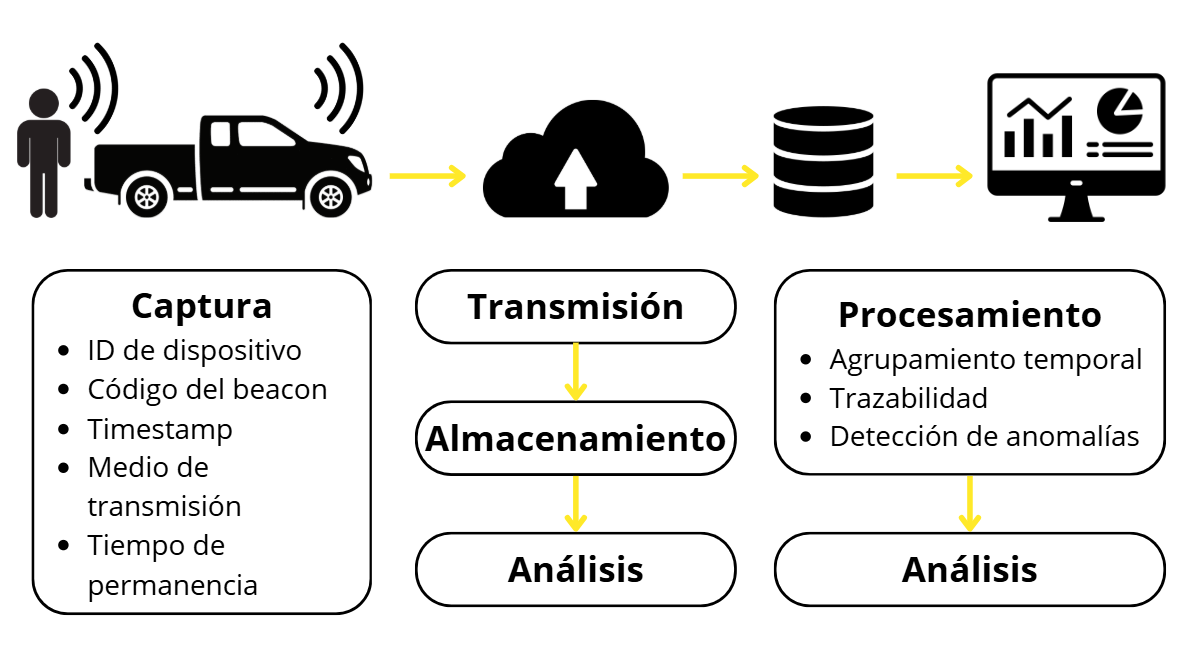 Captura
• ID de dispositivo
• Código del beacon
• Timestamp
• Medio de
transmisión
• Tiempo de
permanencia
Transmisión
Almacenamiento
Análisis
Procesamiento
• Agrupamiento temporal
• Trazabilidad
• Detección de anomalías
Análisis